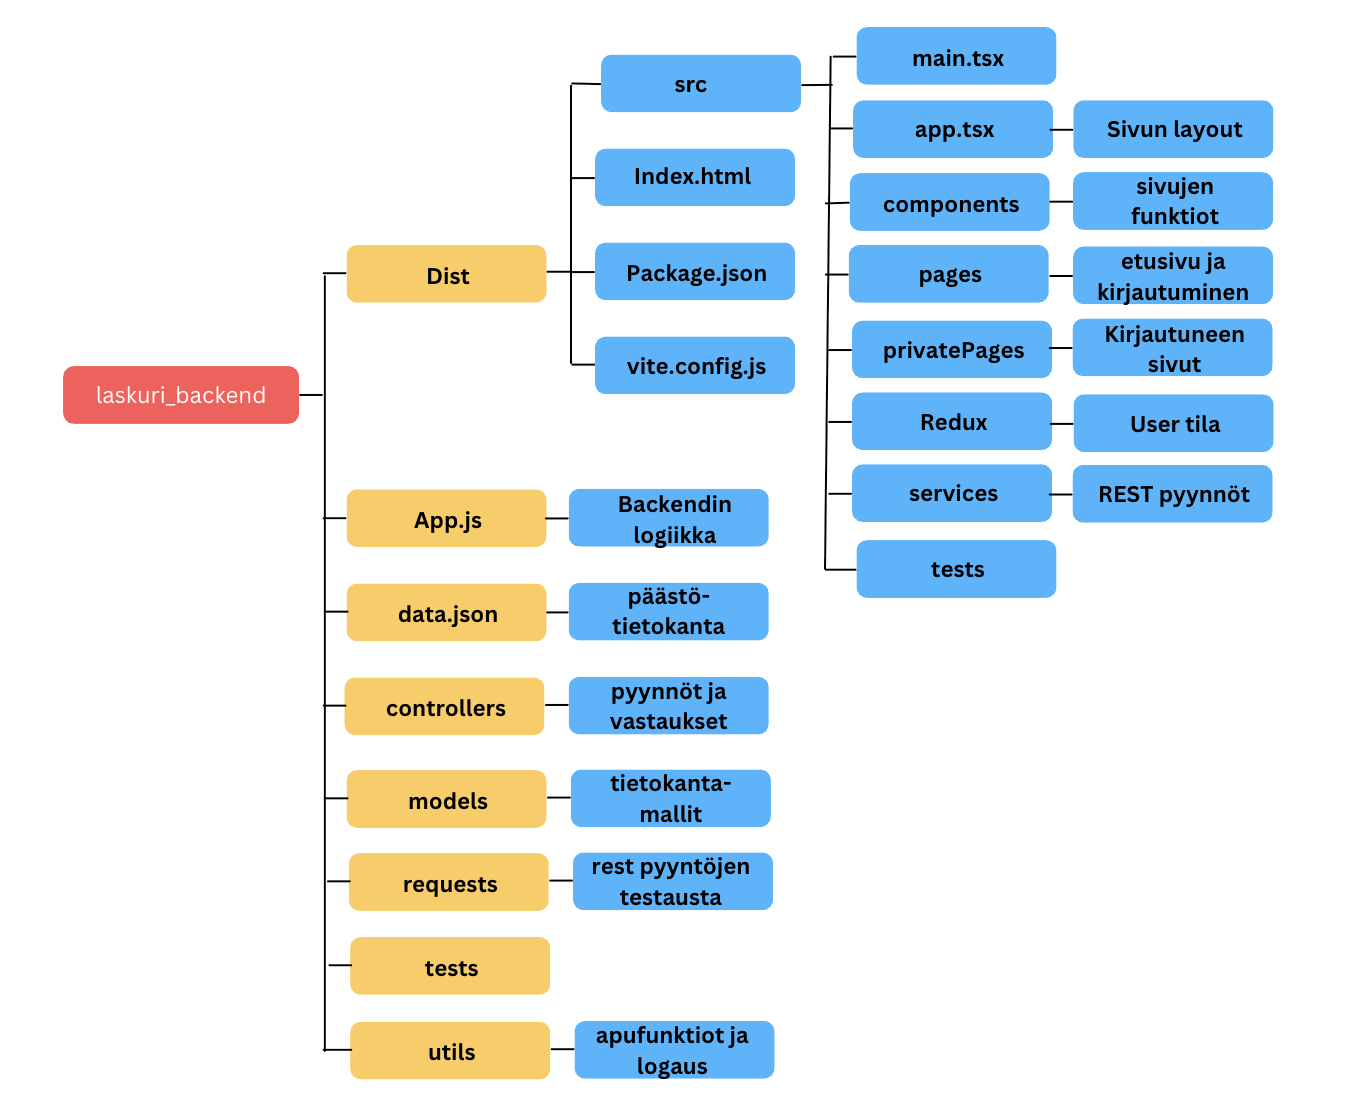 laskuri_backend
Dist
src
main.tsx
app.tsx
Sivun layout
components
sivujen
funktiot
pages
etusivu ja
kirjautuminen
privatePages
Kirjautuneen
sivut
Redux
User tila
services
REST pyynnöt
tests
Index.html
Package.json
vite.config.js
App.js
Backendin
logiikka
data.json
päästö-
tietokanta
controllers
pyynnöt ja
vastaukset
models
tietokanta-
mallit
requests
rest pyyntöjen
testausta
tests
utils
apufunktiot ja
logaus